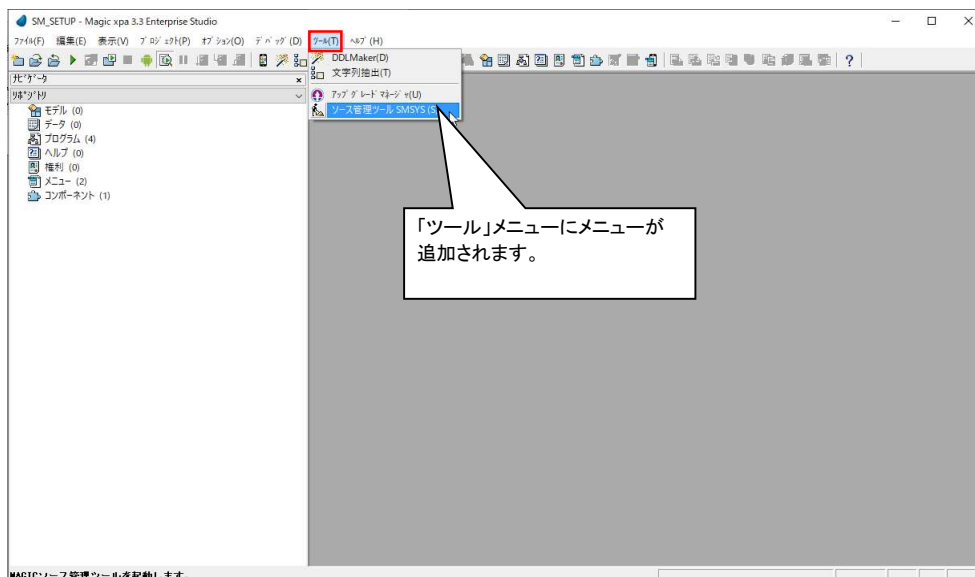 SM_SETUP - Magic xpa 3.3 Enterprise Studio
ﾌｧｲﾙ(F) 編集(E) 表示(V) ﾌﾟﾛｼﾞｪｸﾄ(P) ｵﾌﾟｼｮﾝ(O) ﾃﾞﾊﾞｯｸﾞ(D) ﾂｰﾙ(T) ﾍﾙﾌﾟ(H)
DDLMaker(D)
文字列抽出(T)
ｱｯﾌﾟｸﾞﾚｰﾄﾞ ﾏﾈｰｼﾞｬ(U)
ソース管理ツール SMSYS (S)
ﾅﾋﾞｹﾞｰﾀ
ﾘﾎﾟｼﾞﾄﾘ
モデル (0)
データ (0)
プログラム (4)
ヘルプ (0)
権利 (0)
メニュー (2)
コンポーネント (1)
「ツール」メニューにメニューが
追加されます。
MAGICソース管理ツールを起動します。